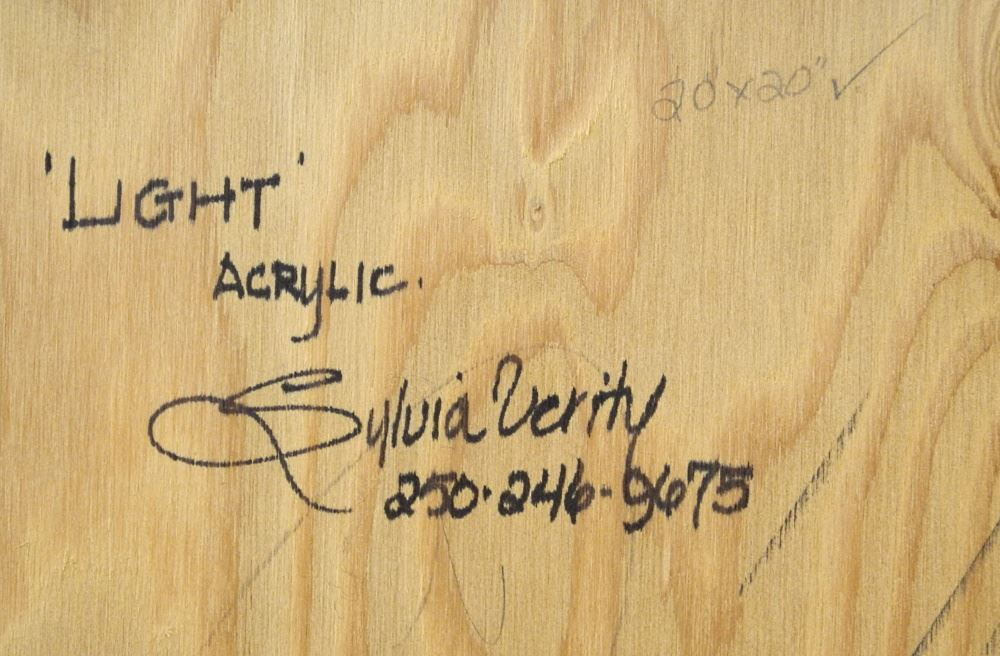 20"x20" ✓
'LIGHT'
ACRYLIC.
Sylvia Verity
250·246·9675